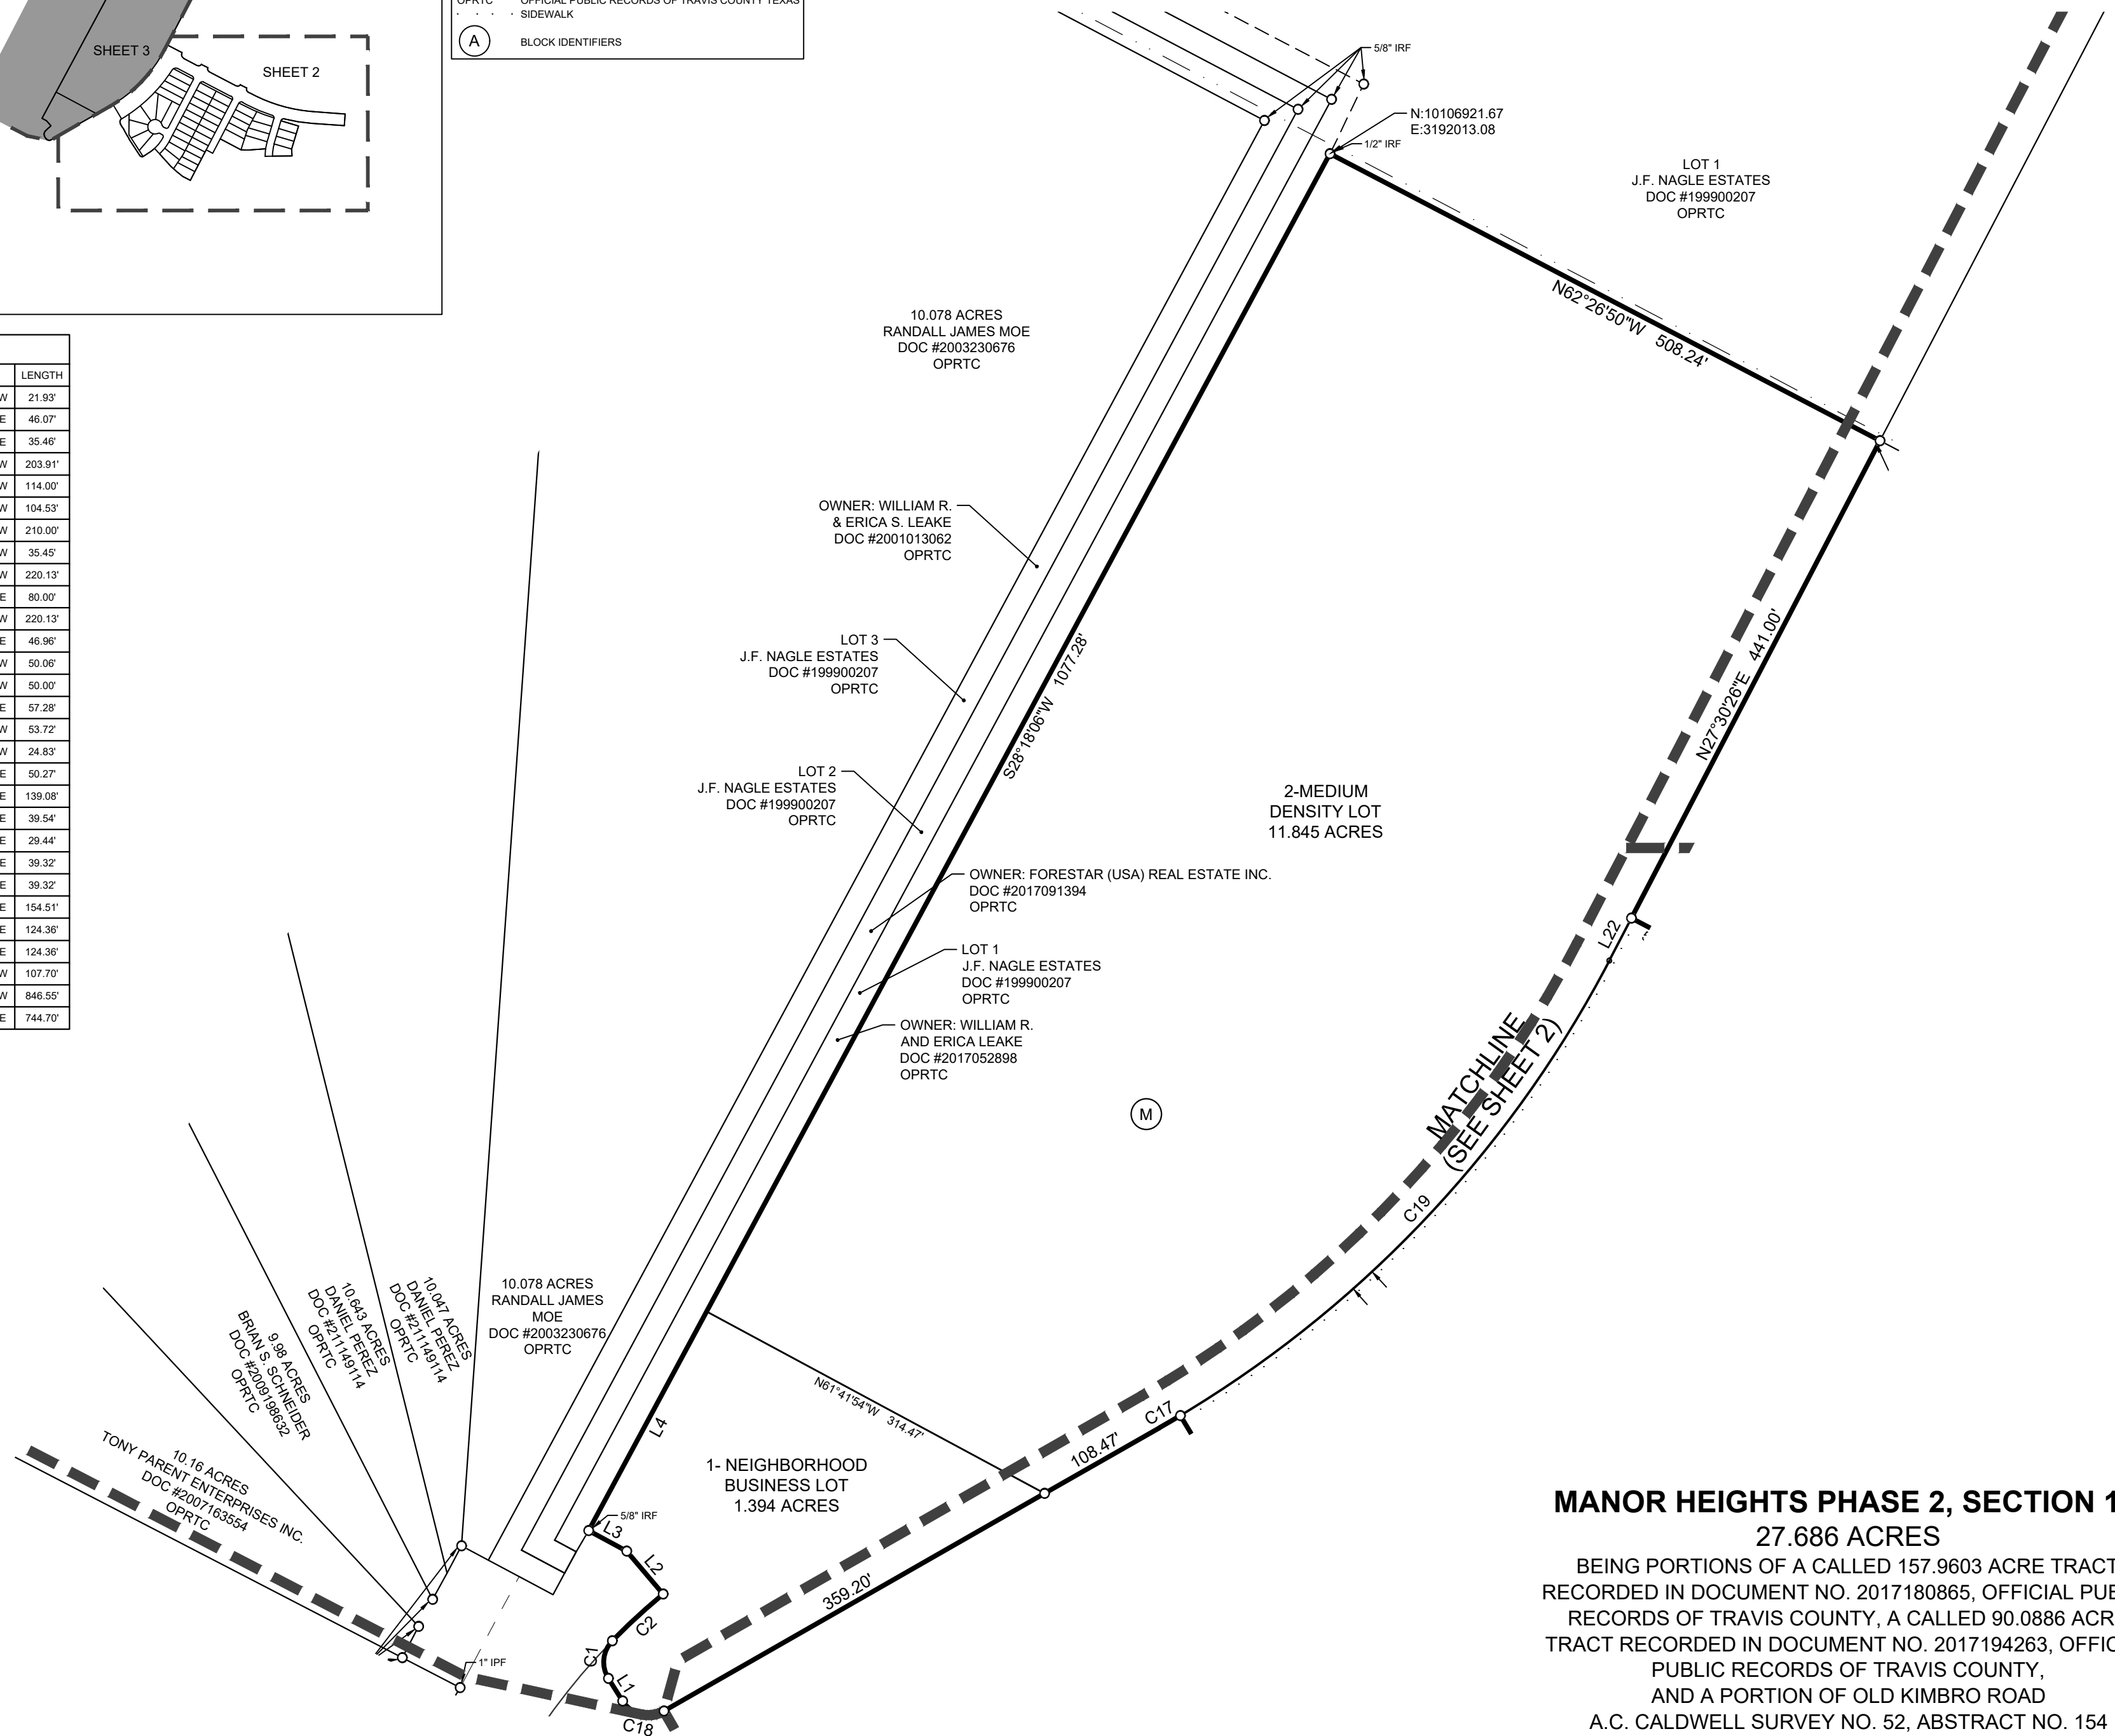 OPRTC OFFICIAL PUBLIC RECORDS OF TRAVIS COUNTY TEXAS
SIDEWALK
A BLOCK IDENTIFIERS
SHEET 3
SHEET 2
LENGTH
W 21.93'
E 46.07'
E 35.46'
W 203.91'
W 114.00'
W 104.53'
W 210.00'
W 35.45'
W 220.13'
E 80.00'
W 220.13'
E 46.96'
W 50.06'
W 50.00'
E 57.28'
W 53.72'
W 24.83'
E 50.27'
E 139.08'
E 39.54'
E 29.44'
E 39.32'
E 39.32'
E 154.51'
E 124.36'
E 124.36'
W 107.70'
W 846.55'
E 744.70'
5/8" IRF
N:10106921.67
E:3192013.08
1/2" IRF
LOT 1
J.F. NAGLE ESTATES
DOC #199900207
OPRTC
N62°26'50"W 508.24'
10.078 ACRES
RANDALL JAMES MOE
DOC #2003230676
OPRTC
OWNER: WILLIAM R.
& ERICA S. LEAKE
DOC #2001013062
OPRTC
LOT 3
J.F. NAGLE ESTATES
DOC #199900207
OPRTC
S28°18'06"W 1077.28'
N27°30'26"E 441.00'
LOT 2
J.F. NAGLE ESTATES
DOC #199900207
OPRTC
2-MEDIUM
DENSITY LOT
11.845 ACRES
OWNER: FORESTAR (USA) REAL ESTATE INC.
DOC #2017091394
OPRTC
L22
LOT 1
J.F. NAGLE ESTATES
DOC #199900207
OPRTC
OWNER: WILLIAM R.
AND ERICA LEAKE
DOC #2017052898
OPRTC
MATCHLINE
(SEE SHEET 2)
M
C19
10.078 ACRES
RANDALL JAMES
MOE
DOC #2003230676
OPRTC
10.047 ACRES
DANIEL PEREZ
DOC #211149114
OPRTC
10.643 ACRES
DANIEL PEREZ
DOC #211149114
OPRTC
9.98 ACRES
BRIAN S. SCHNEIDER
DOC #2009198632
OPRTC
10.16 ACRES
TONY PARENT ENTERPRISES INC.
DOC #2007163554
OPRTC
L4
N61°41'54"W 314.47'
C17
108.47'
1- NEIGHBORHOOD
BUSINESS LOT
1.394 ACRES
5/8" IRF
L3
L2
359.20'
C2
C1
1" IPF
L1
C18
MANOR HEIGHTS PHASE 2, SECTION 1
27.686 ACRES
BEING PORTIONS OF A CALLED 157.9603 ACRE TRACT
RECORDED IN DOCUMENT NO. 2017180865, OFFICIAL PUB
RECORDS OF TRAVIS COUNTY, A CALLED 90.0886 ACR
TRACT RECORDED IN DOCUMENT NO. 2017194263, OFFIC
PUBLIC RECORDS OF TRAVIS COUNTY,
AND A PORTION OF OLD KIMBRO ROAD
A.C. CALDWELL SURVEY NO. 52, ABSTRACT NO. 154